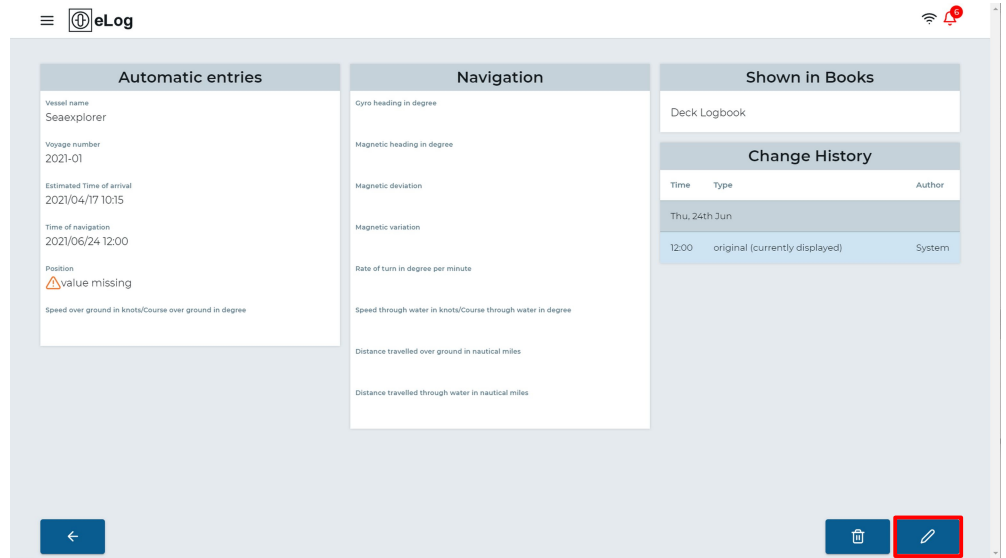 eLog
6
Automatic entries
Vessel name
Seaexplorer
Voyage number
2021-01
Estimated Time of arrival
2021/04/17 10:15
Time of navigation
2021/06/24 12:00
Position
value missing
Speed over ground in knots/Course over ground in degree
Navigation
Gyro heading in degree
Magnetic heading in degree
Magnetic deviation
Magnetic variation
Rate of turn in degree per minute
Speed through water in knots/Course through water in degree
Distance travelled over ground in nautical miles
Distance travelled through water in nautical miles
Shown in Books
Deck Logbook
Change History
Time Type Author
Thu, 24th Jun
12:00 original (currently displayed) System